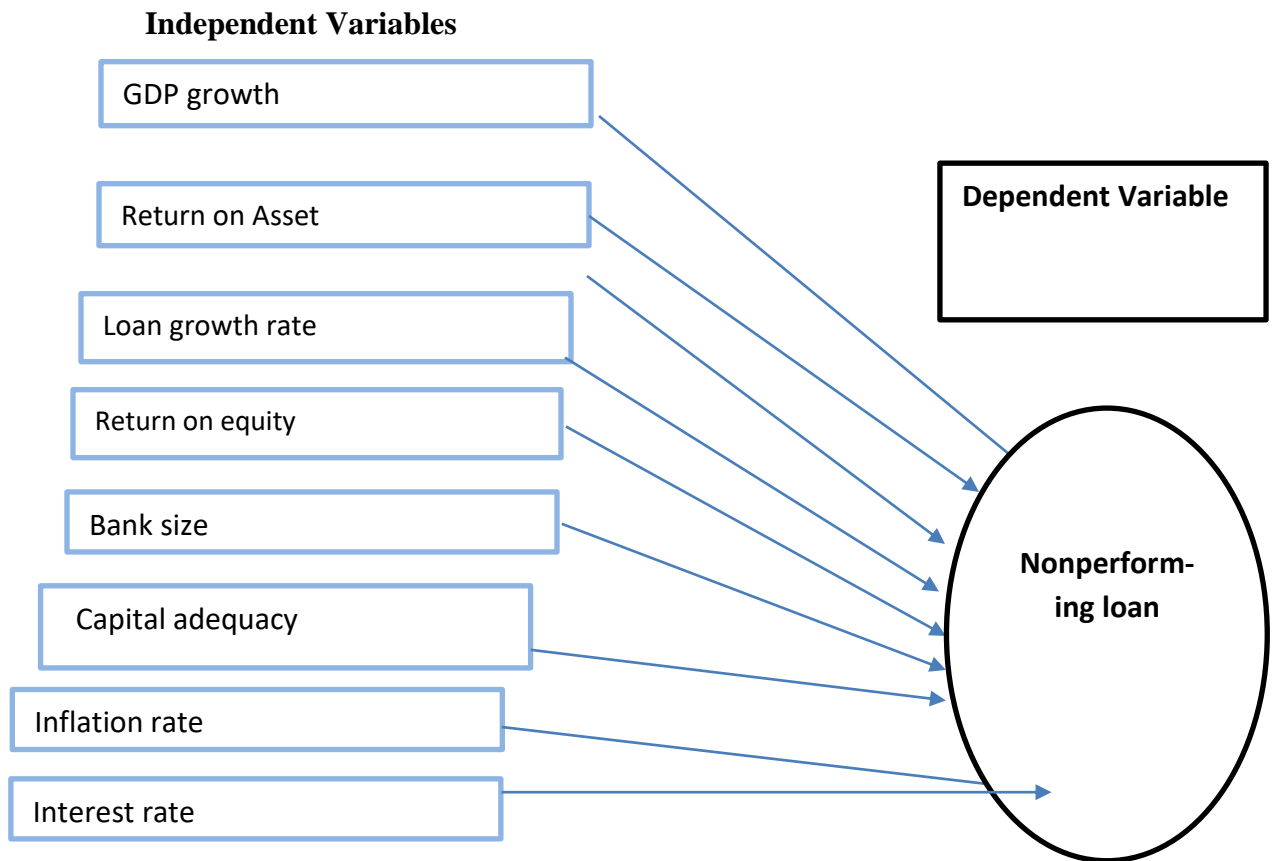 Independent Variables
GDP growth
Dependent Variable
Return on Asset
Loan growth rate
Return on equity
Bank size
Nonperform-
ing loan
Capital adequacy
Inflation rate
Interest rate